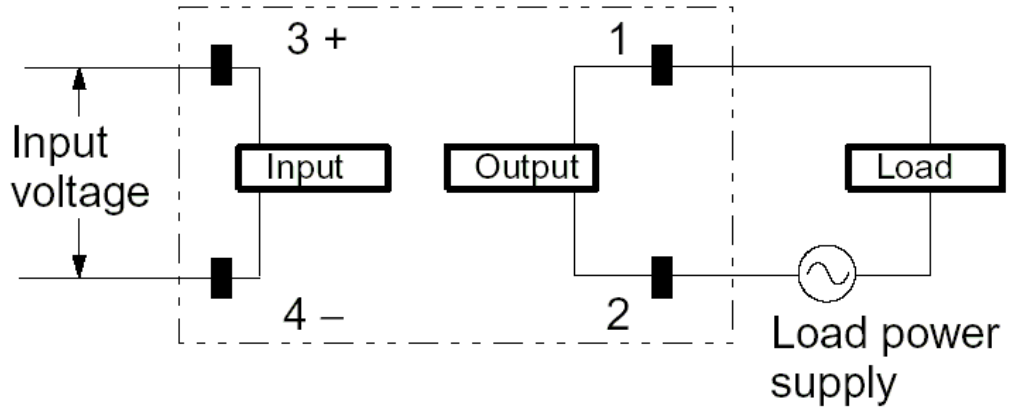 3 +
1
Input
voltage
Input
Output
Load
4 –
2
Load power
supply